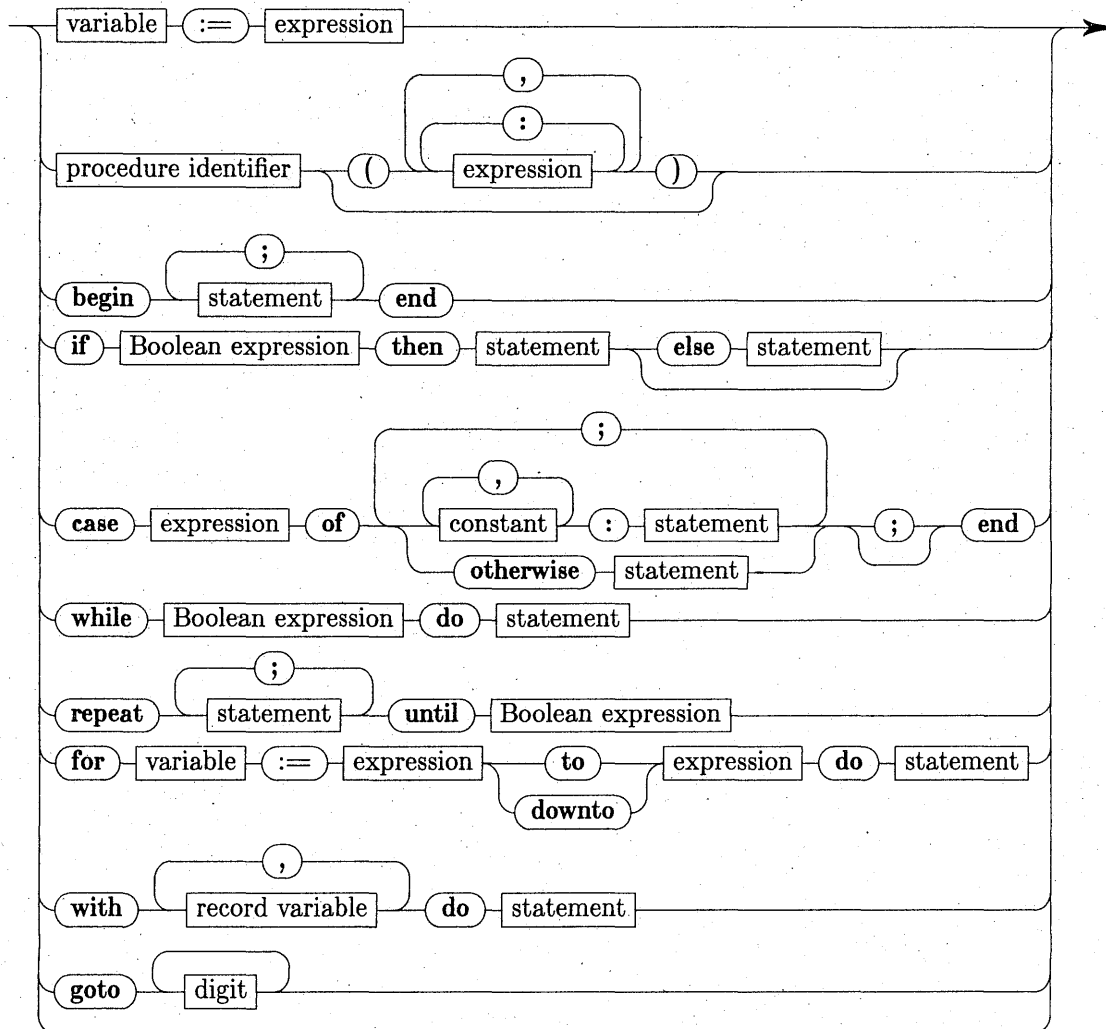 variable := expression
,
:
procedure identifier ( expression )
;
begin statement end
if Boolean expression then statement else statement
;
,
case expression of constant : statement ; end
otherwise statement
while Boolean expression do statement
;
repeat statement until Boolean expression
for variable := expression to expression do statement
downto
,
with record variable do statement
goto digit